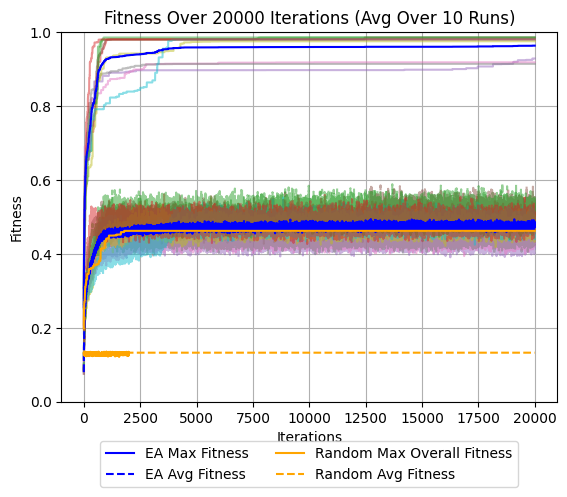 Fitness Over 20000 Iterations (Avg Over 10 Runs)
1.0
0.8
0.6
0.4
0.2
0.0
Fitness
0 2500 5000 7500 10000 12500 15000 17500 20000
Iterations
EA Max Fitness Random Max Overall Fitness
EA Avg Fitness Random Avg Fitness